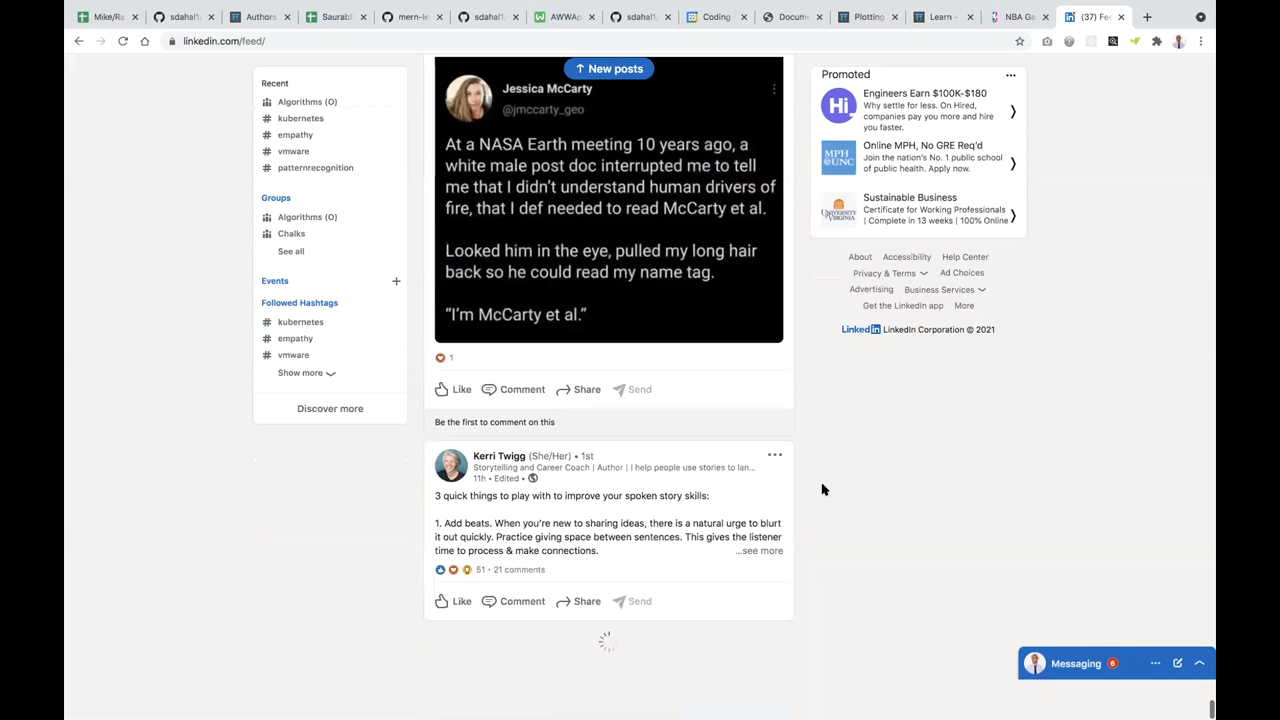 Mike/Ra
sdahal1
Authors
Saurab
mern-le
sdahal1
AWWAp
sdahal1
Coding
Docum
Plotting
Learn -
NBA Ga
(37) Fe
linkedin.com/feed/
Recent
Algorithms (O)
# kubernetes
# empathy
# vmware
# patternrecognition
Groups
Algorithms (O)
Chalks
See all
Events
+
Followed Hashtags
# kubernetes
# empathy
# vmware
Show more
Discover more
↑ New posts
Jessica McCarty
@jmccarty_geo
At a NASA Earth meeting 10 years ago, a
white male post doc interrupted me to tell
me that I didn't understand human drivers of
fire, that I def needed to read McCarty et al.
Looked him in the eye, pulled my long hair
back so he could read my name tag.
"I'm McCarty et al."
1
Like Comment Share Send
Be the first to comment on this
Kerri Twigg (She/Her) • 1st
Storytelling and Career Coach | Author | i help people use stories to lan...
11h • Edited •
3 quick things to play with to improve your spoken story skills:
1. Add beats. When you're new to sharing ideas, there is a natural urge to blurt
it out quickly. Practice giving space between sentences. This gives the listener
time to process & make connections. ...see more
51 • 21 comments
Like Comment Share Send
Promoted
Hi
Engineers Earn $100K-$180
Why settle for less. On Hired,
companies pay you more and hire
you faster.
MPH
@UNC
Online MPH, No GRE Req'd
Join the nation's No. 1 public school
of public health. Apply now.
UNIVERSITY
VIRGINIA
Sustainable Business
Certificate for Working Professionals
| Complete in 13 weeks | 100% Online
About Accessibility Help Center
Privacy & Terms Ad Choices
Advertising Business Services
Get the LinkedIn app More
LinkedIn LinkedIn Corporation © 2021
Messaging 6